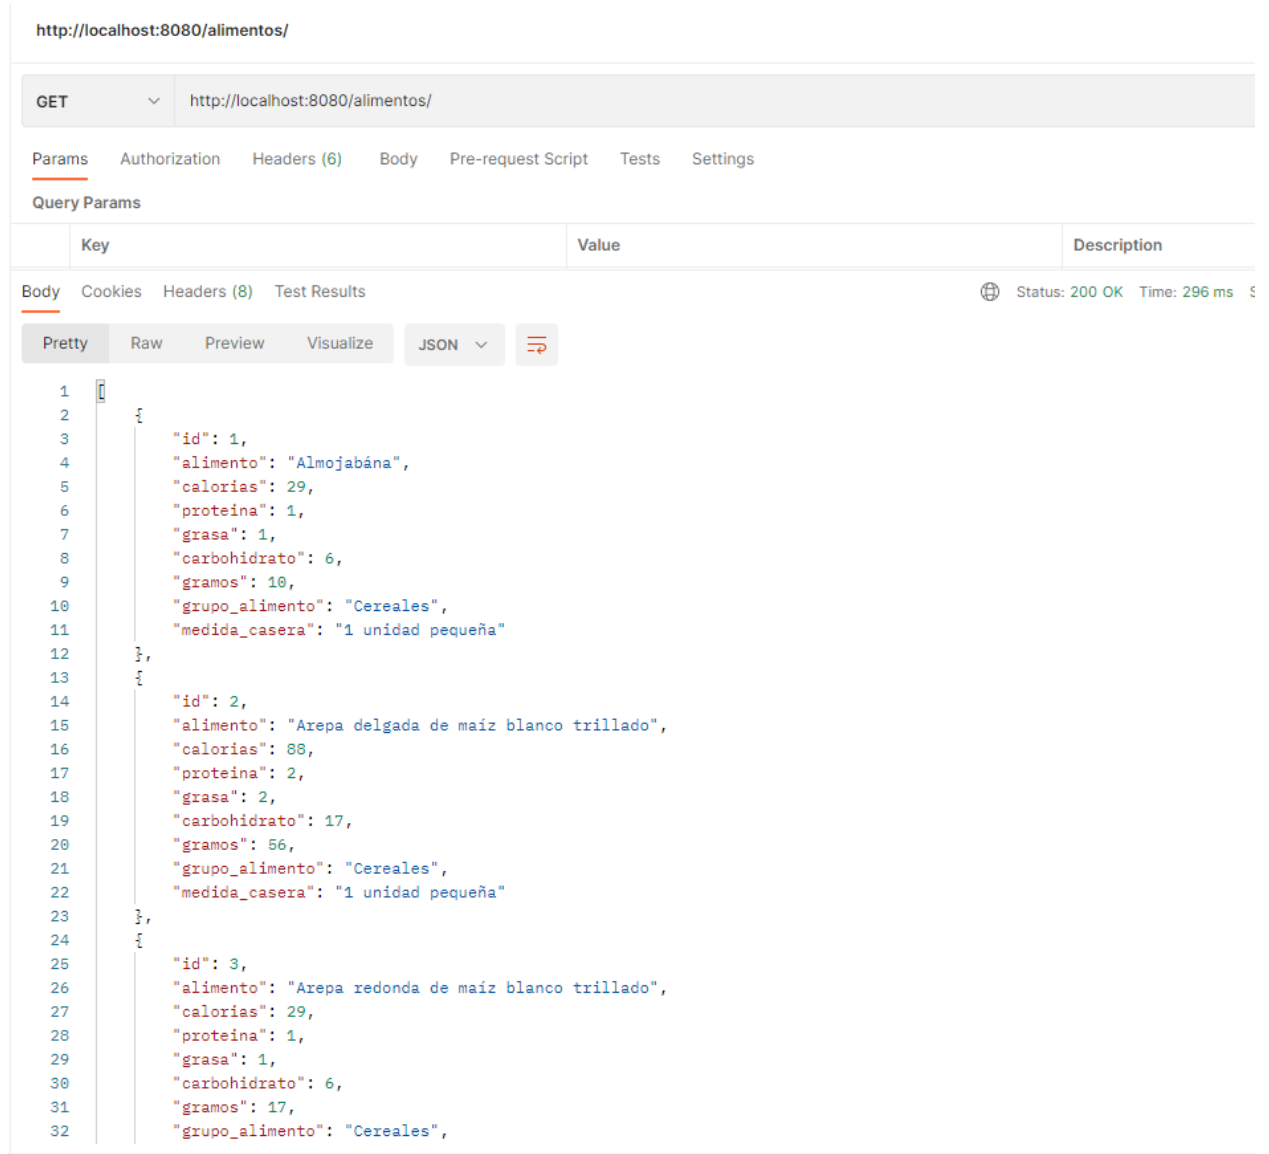 http://localhost:8080/alimentos/
GET http://localhost:8080/alimentos/
Params Authorization Headers (6) Body Pre-request Script Tests Settings
Query Params
Key Value Description
Body Cookies Headers (8) Test Results Status: 200 OK Time: 296 ms
Pretty Raw Preview Visualize JSON
1 [
2 {
3 "id": 1,
4 "alimento": "Almojabána",
5 "calorias": 29,
6 "proteina": 1,
7 "grasa": 1,
8 "carbohidrato": 6,
9 "gramos": 10,
10 "grupo_alimento": "Cereales",
11 "medida_casera": "1 unidad pequeña"
12 },
13 {
14 "id": 2,
15 "alimento": "Arepa delgada de maíz blanco trillado",
16 "calorias": 88,
17 "proteina": 2,
18 "grasa": 2,
19 "carbohidrato": 17,
20 "gramos": 56,
21 "grupo_alimento": "Cereales",
22 "medida_casera": "1 unidad pequeña"
23 },
24 {
25 "id": 3,
26 "alimento": "Arepa redonda de maíz blanco trillado",
27 "calorias": 29,
28 "proteina": 1,
29 "grasa": 1,
30 "carbohidrato": 6,
31 "gramos": 17,
32 "grupo_alimento": "Cereales",